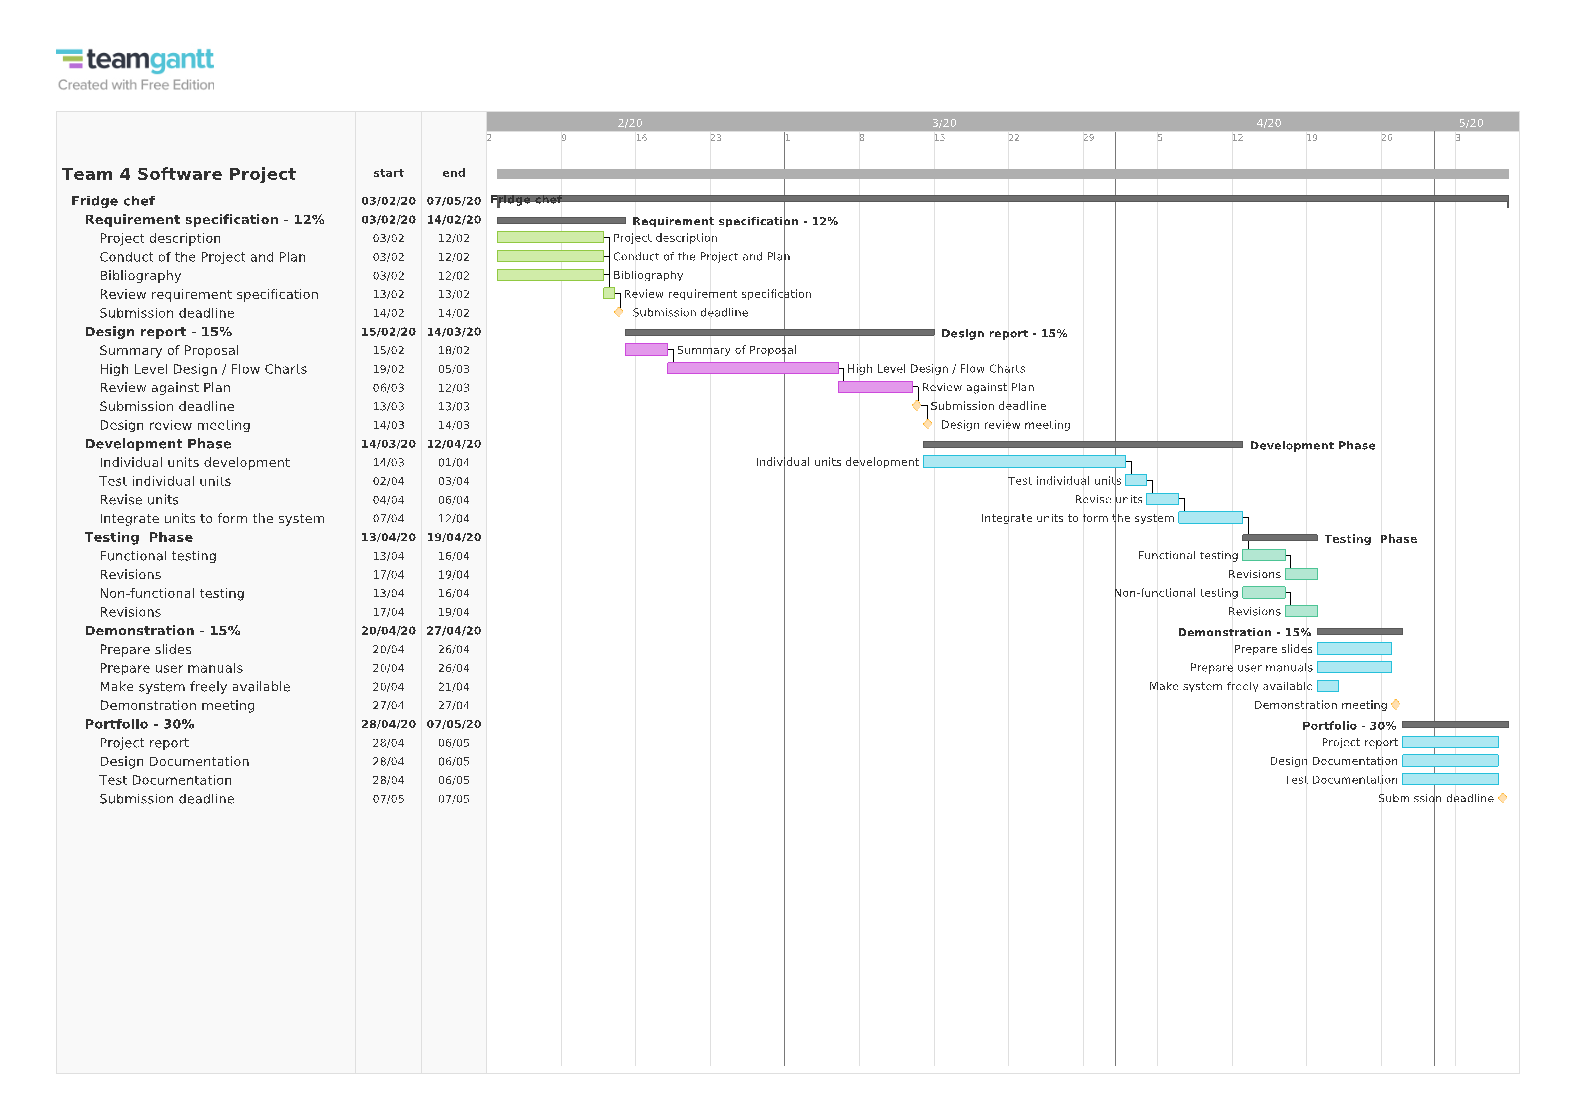 teamgantt
Created with Free Edition
2/20 3/20 4/20 5/20
2 9 16 23 1 8 15 22 29 5 12 19 26 3
Team 4 Software Project start end
Fridge chef 03/02/20 07/05/20 Fridge chef
Requirement specification - 12% 03/02/20 14/02/20 Requirement specification - 12%
Project description 03/02 12/02 Project description
Conduct of the Project and Plan 03/02 12/02 Conduct of the Project and Plan
Bibliography 03/02 12/02 Bibliography
Review requirement specification 13/02 13/02 Review requirement specification
Submission deadline 14/02 14/02 Submission deadline
Design report - 15% 15/02/20 14/03/20 Design report - 15%
Summary of Proposal 15/02 18/02 Summary of Proposal
High Level Design / Flow Charts 19/02 05/03 High Level Design / Flow Charts
Review against Plan 06/03 12/03 Review against Plan
Submission deadline 13/03 13/03 Submission deadline
Design review meeting 14/03 14/03 Design review meeting
Development Phase 14/03/20 12/04/20 Development Phase
Individual units development 14/03 01/04 Individual units development
Test individual units 02/04 03/04 Test individual units
Revise units 04/04 06/04 Revise units
Integrate units to form the system 07/04 12/04 Integrate units to form the system
Testing Phase 13/04/20 19/04/20 Testing Phase
Functional testing 13/04 16/04 Functional testing
Revisions 17/04 19/04 Revisions
Non-functional testing 13/04 16/04 Non-functional testing
Revisions 17/04 19/04 Revisions
Demonstration - 15% 20/04/20 27/04/20 Demonstration - 15%
Prepare slides 20/04 26/04 Prepare slides
Prepare user manuals 20/04 26/04 Prepare user manuals
Make system freely available 20/04 21/04 Make system freely available
Demonstration meeting 27/04 27/04 Demonstration meeting
Portfolio - 30% 28/04/20 07/05/20 Portfolio - 30%
Project report 28/04 06/05 Project report
Design Documentation 28/04 06/05 Design Documentation
Test Documentation 28/04 06/05 Test Documentation
Submission deadline 07/05 07/05 Submission deadline